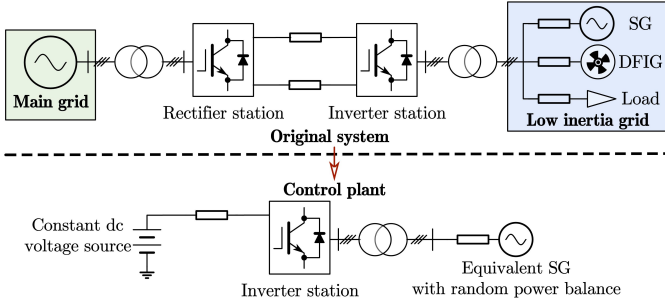 SG
Main grid
DFIG
Rectifier station
Inverter station
Load
Low inertia grid
Original system
Control plant
Constant dc
voltage source
Inverter station
Equivalent SG
with random power balance